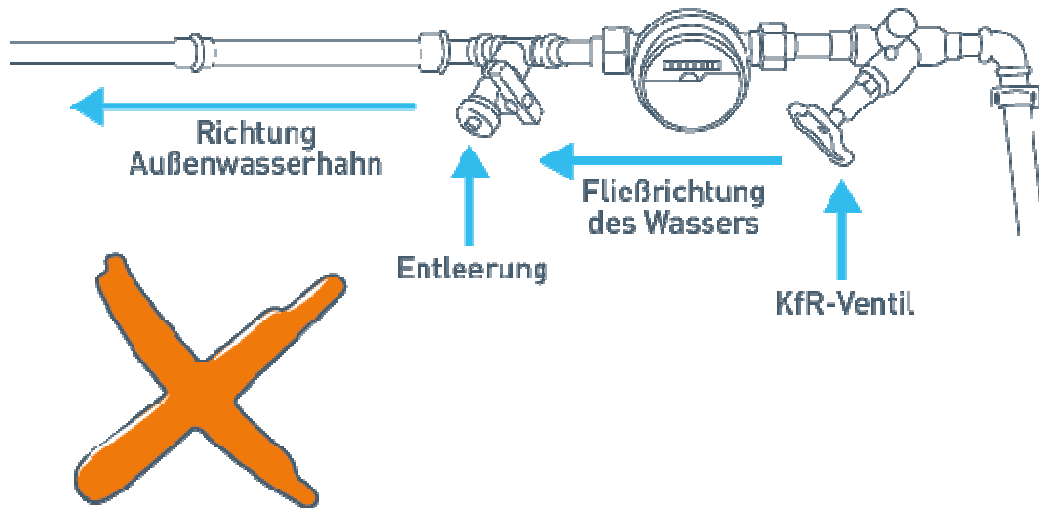 Richtung
Außenwasserhahn
Fließrichtung
des Wassers
Entleerung
KfR-Ventil